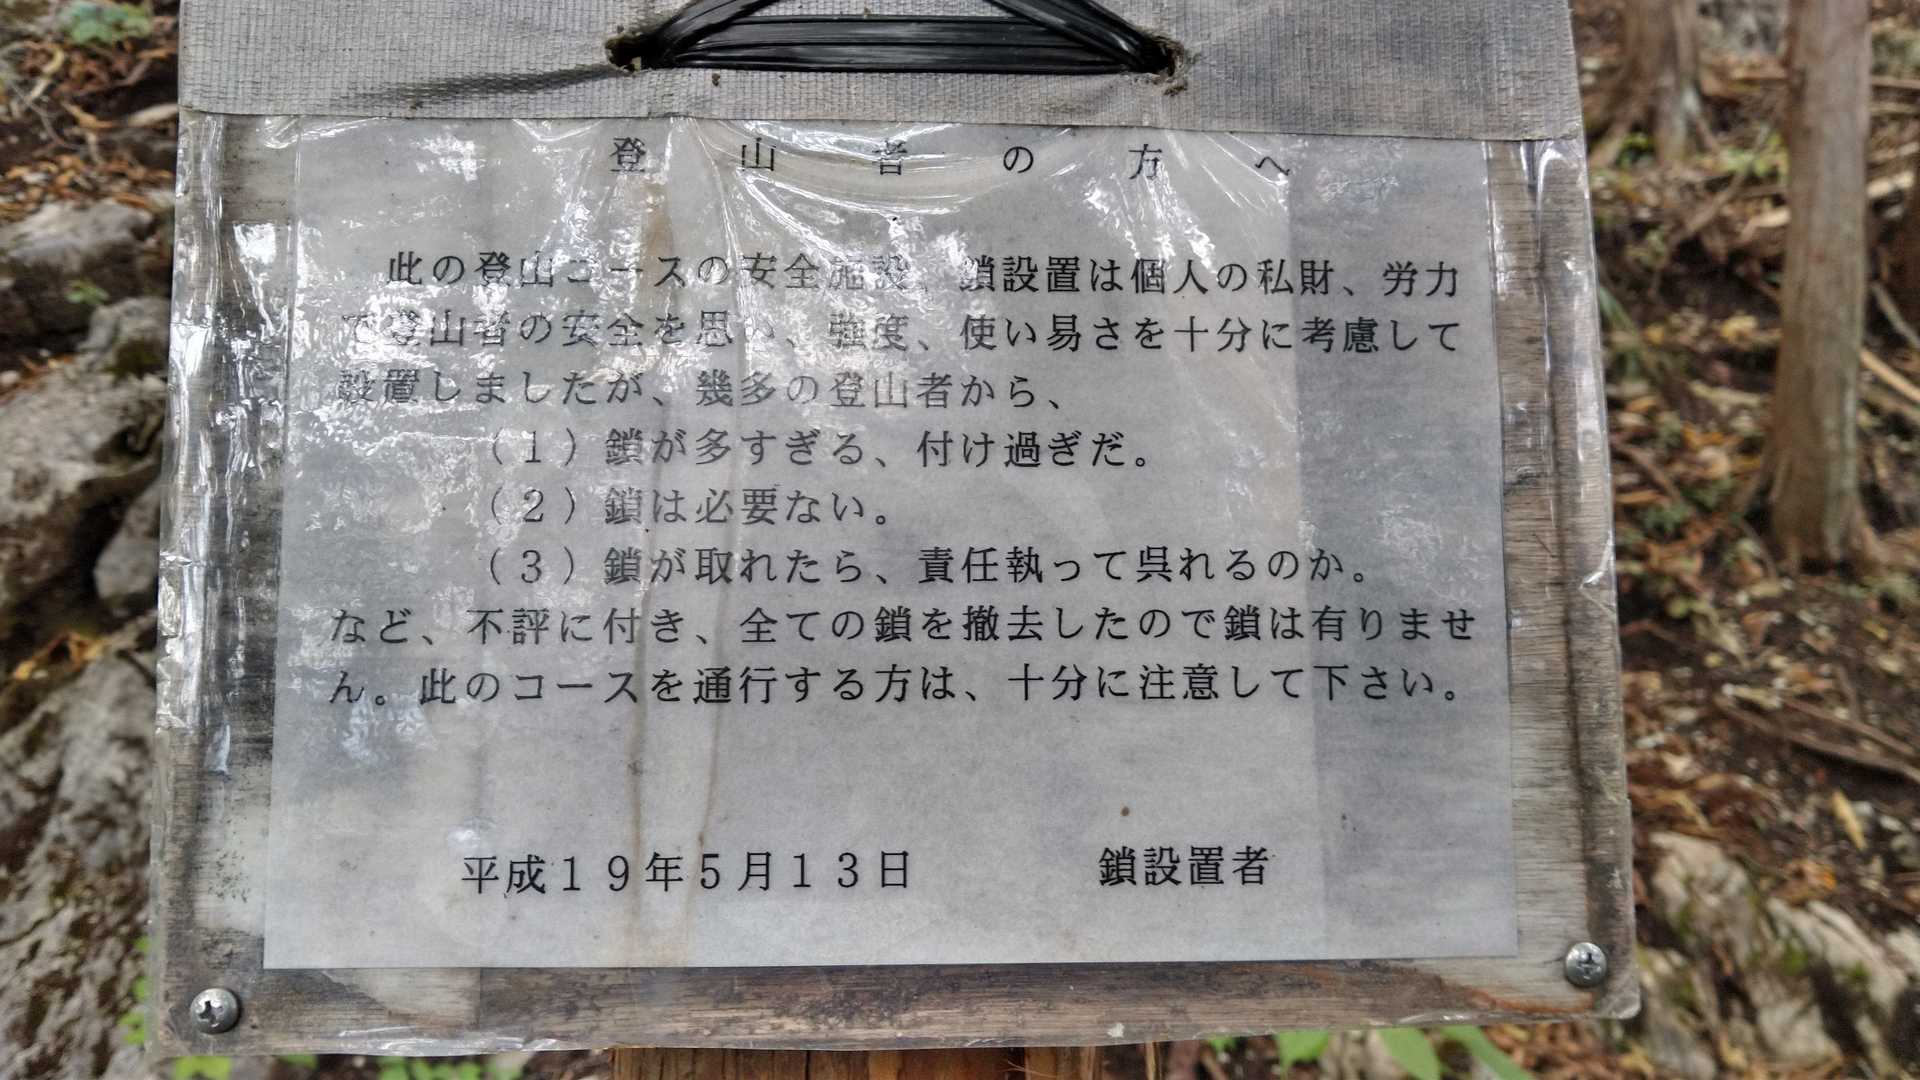 登山者の方へ
此の登山コースの安全施設、鎖設置は個人の私財、労力
で登山者の安全を思い、強度、使い易さを十分に考慮して
設置しましたが、幾多の登山者から、
（１）鎖が多すぎる、付け過ぎだ。
（２）鎖は必要ない。
（３）鎖が取れたら、責任執って呉れるのか。
など、不評に付き、全ての鎖を撤去したので鎖は有りませ
ん。此のコースを通行する方は、十分に注意して下さい。
平成１９年５月１３日　鎖設置者